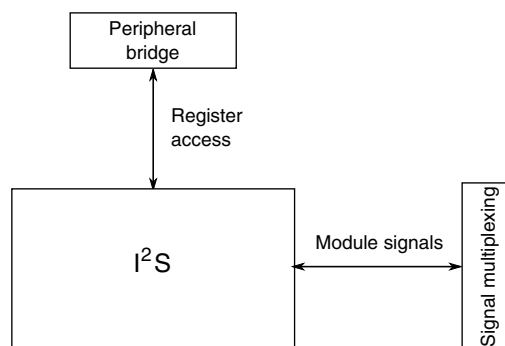 Peripheral
bridge
Register
access
I²S
Module signals
Signal multiplexing